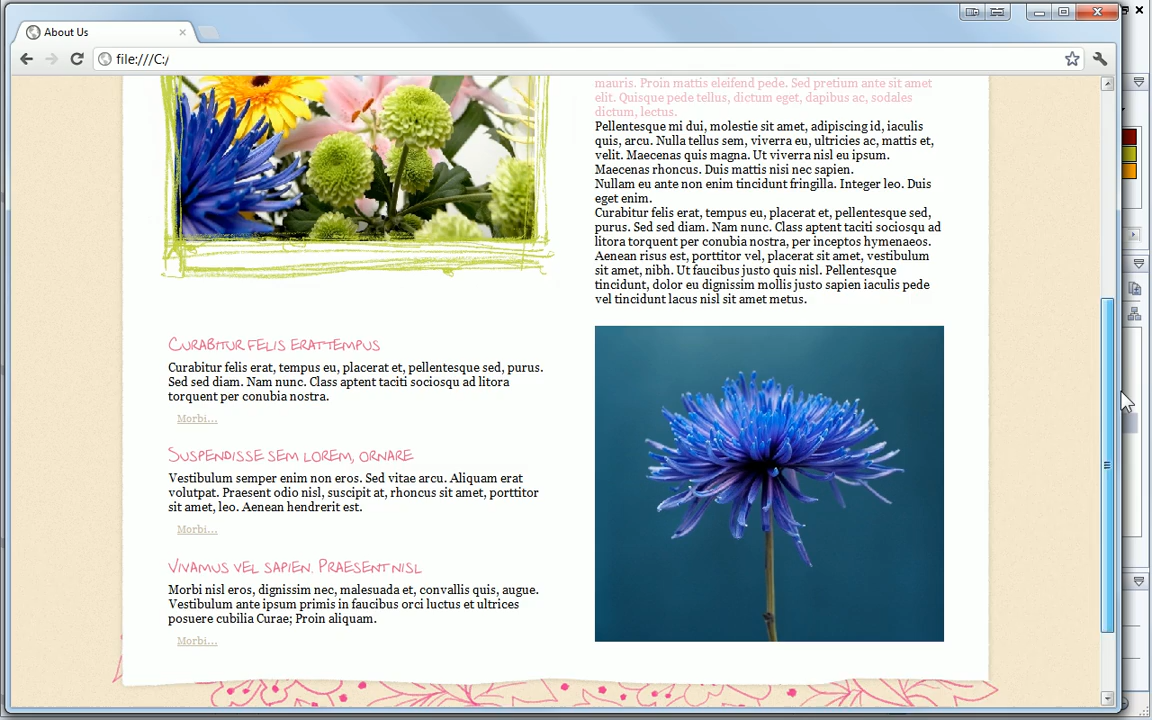 About Us
file:///C:/
mauris. Proin mattis eleifend pede. Sed pretium ante sit amet
elit. Quisque pede tellus, dictum eget, dapibus ac, sodales
dictum, lectus.
Pellentesque mi dui, molestie sit amet, adipiscing id, iaculis
quis, arcu. Nulla tellus sem, viverra eu, ultricies ac, mattis et,
velit. Maecenas quis magna. Ut viverra nisl eu ipsum.
Maecenas rhoncus. Duis mattis nisi nec sapien.
Nullam eu ante non enim tincidunt fringilla. Integer leo. Duis
eget enim.
Curabitur felis erat, tempus eu, placerat et, pellentesque sed,
purus. Sed sed diam. Nam nunc. Class aptent taciti sociosqu ad
litora torquent per conubia nostra, per inceptos hymenaeos.
Aenean risus est, porttitor vel, placerat sit amet, vestibulum
sit amet, nibh. Ut faucibus justo quis nisl. Pellentesque
tincidunt, dolor eu dignissim mollis justo sapien iaculis pede
vel tincidunt lacus nisl sit amet metus.
Curabitur felis erat tempus
Curabitur felis erat, tempus eu, placerat et, pellentesque sed, purus.
Sed sed diam. Nam nunc. Class aptent taciti sociosqu ad litora
torquent per conubia nostra.
Morbi...
Suspendisse sem lorem, ornare
Vestibulum semper enim non eros. Sed vitae arcu. Aliquam erat
volutpat. Praesent odio nisl, suscipit at, rhoncus sit amet, porttitor
sit amet, leo. Aenean hendrerit est.
Morbi...
Vivamus vel sapien. Praesent nisl
Morbi nisl eros, dignissim nec, malesuada et, convallis quis, augue.
Vestibulum ante ipsum primis in faucibus orci luctus et ultrices
posuere cubilia Curae; Proin aliquam.
Morbi...